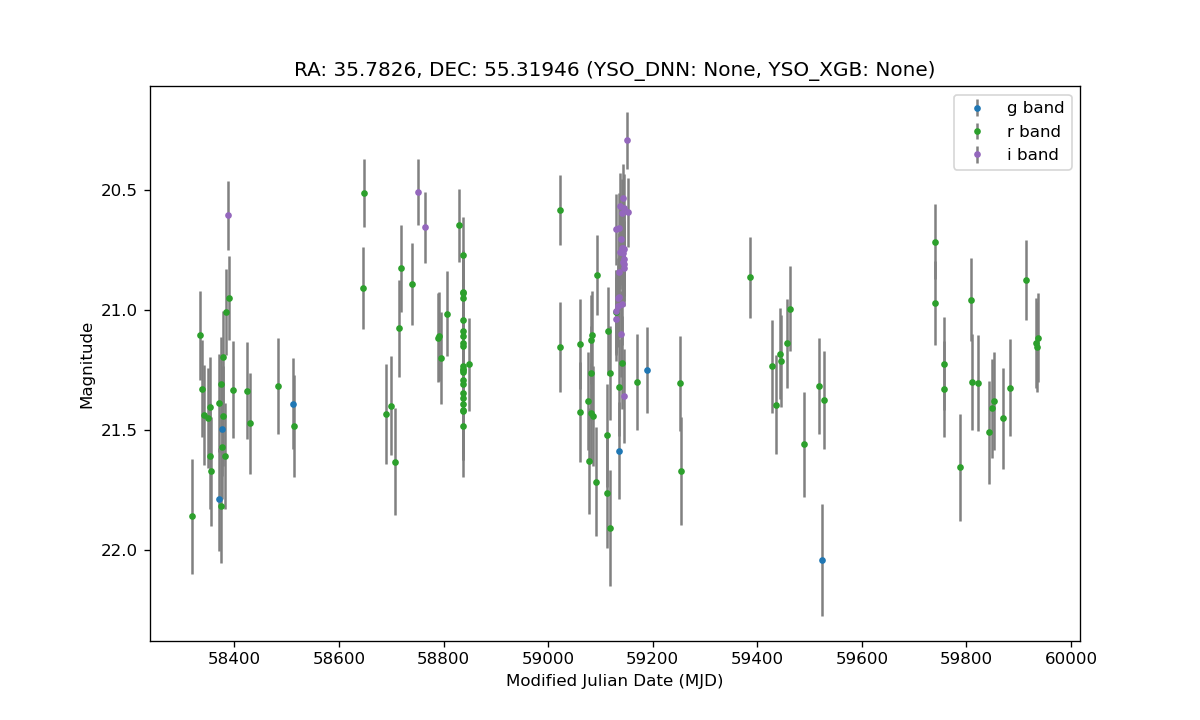 RA: 35.7826, DEC: 55.31946 (YSO_DNN: None, YSO_XGB: None)
g band
r band
i band
Magnitude
20.5
21.0
21.5
22.0
58400 58600 58800 59000 59200 59400 59600 59800 60000
Modified Julian Date (MJD)